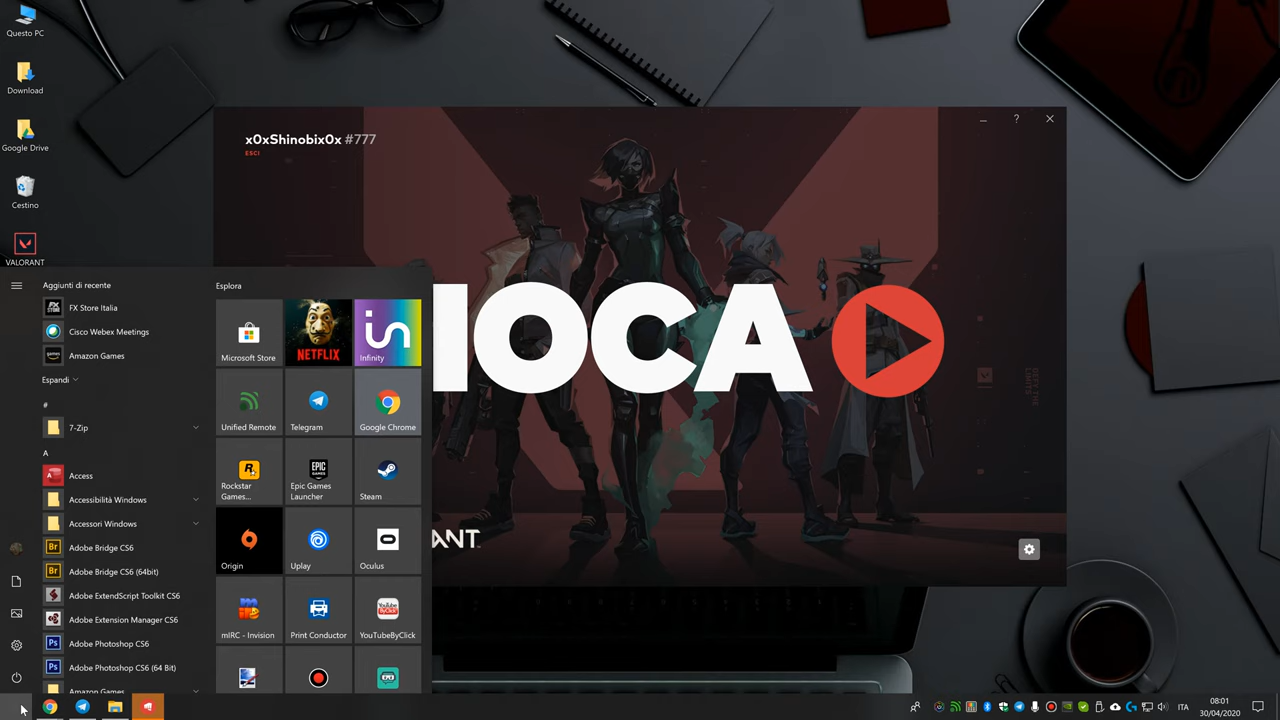 Questo PC
Download
Google Drive
Cestino
VALORANT
x0xShinobix0x #777
ESCI
?
IOCA
ANT
DEFY THE
LIMITS
Aggiunti di recente
FX Store Italia
Cisco Webex Meetings
Amazon Games
Espandi
#
7-Zip
A
Access
Accessibilità Windows
Accessori Windows
Adobe Bridge CS6
Adobe Bridge CS6 (64bit)
Adobe ExtendScript Toolkit CS6
Adobe Extension Manager CS6
Adobe Photoshop CS6
Adobe Photoshop CS6 (64 Bit)
Amazon Games
Esplora
Microsoft Store
NETFLIX
in
Infinity
Unified Remote
Telegram
Google Chrome
Rockstar
Games...
Epic Games
Launcher
Steam
Origin
Uplay
Oculus
mIRC - Invision
Print Conductor
YouTubeByClick
ITA
08:01
30/04/2020